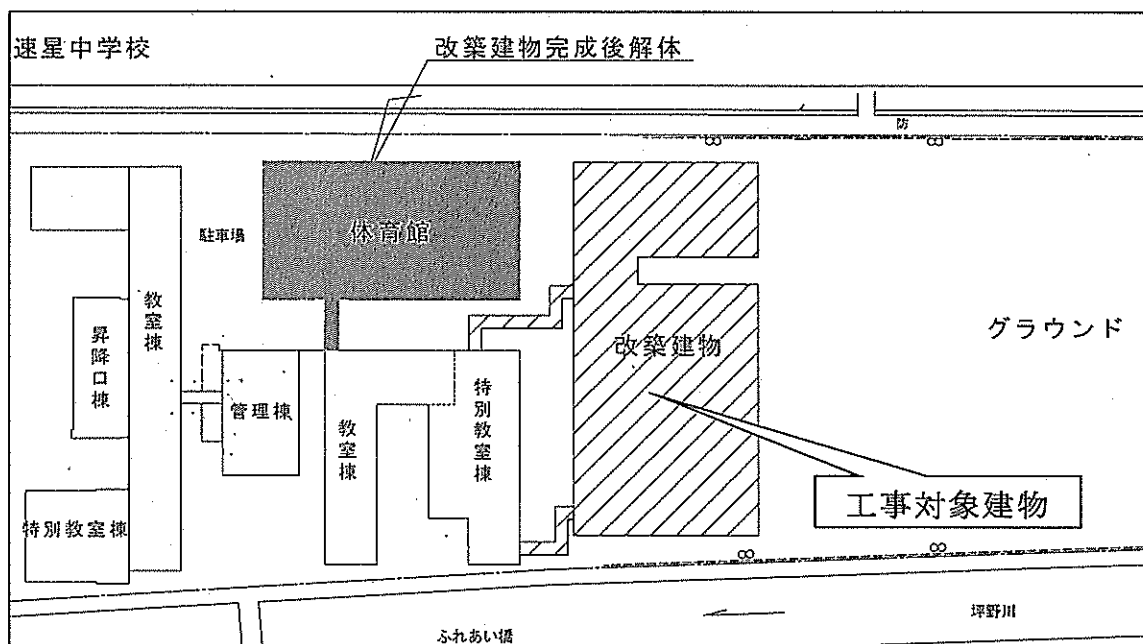 速星中学校
改築建物完成後解体
防
駐車場
体育館
教室棟
昇降口棟
管理棟
教室棟
特別教室棟
改築建物
グラウンド
特別教室棟
工事対象建物
坪野川
ふれあい橋